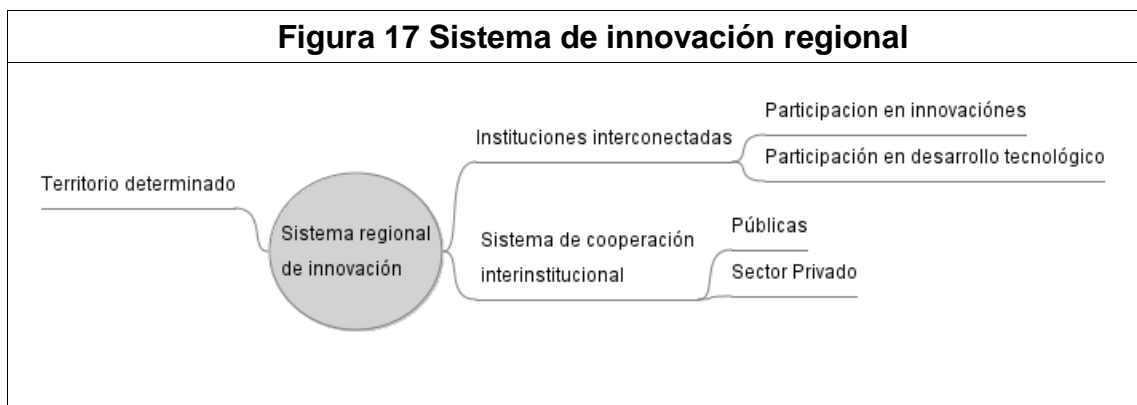 Figura 17 Sistema de innovación regional
Territorio determinado
Sistema regional
de innovación
Instituciones interconectadas
Participacion en innovaciónes
Participación en desarrollo tecnológico
Sistema de cooperación
interinstitucional
Públicas
Sector Privado